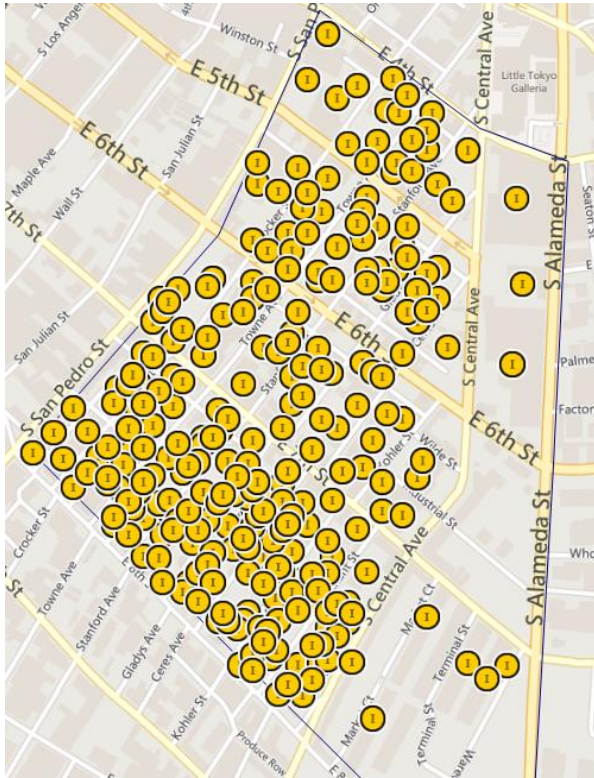 S Los Angeles St
4th
Winston St
S San P
E 4th St
S Central Ave
S Alameda St
Little Tokyo
Galleria
E 5th St
Maple Ave
Wall St
San Julian St
E 6th St
7th St
Stanford Ave
Seaton St
S Alameda St
E
San Julian St
Towne Ave
E 6th St
S Central Ave
Palme
S San Pedro St
Factor
Kohler St
Wilde St
E 6th St
Industrial St
Crocker St
Towne Ave
Stanford Ave
Gladys Ave
Ceres Ave
Kohler St
S Central Ave
Market Ct
Who
S Alameda St
Terminal St
Terminal St
Produce Row
E P